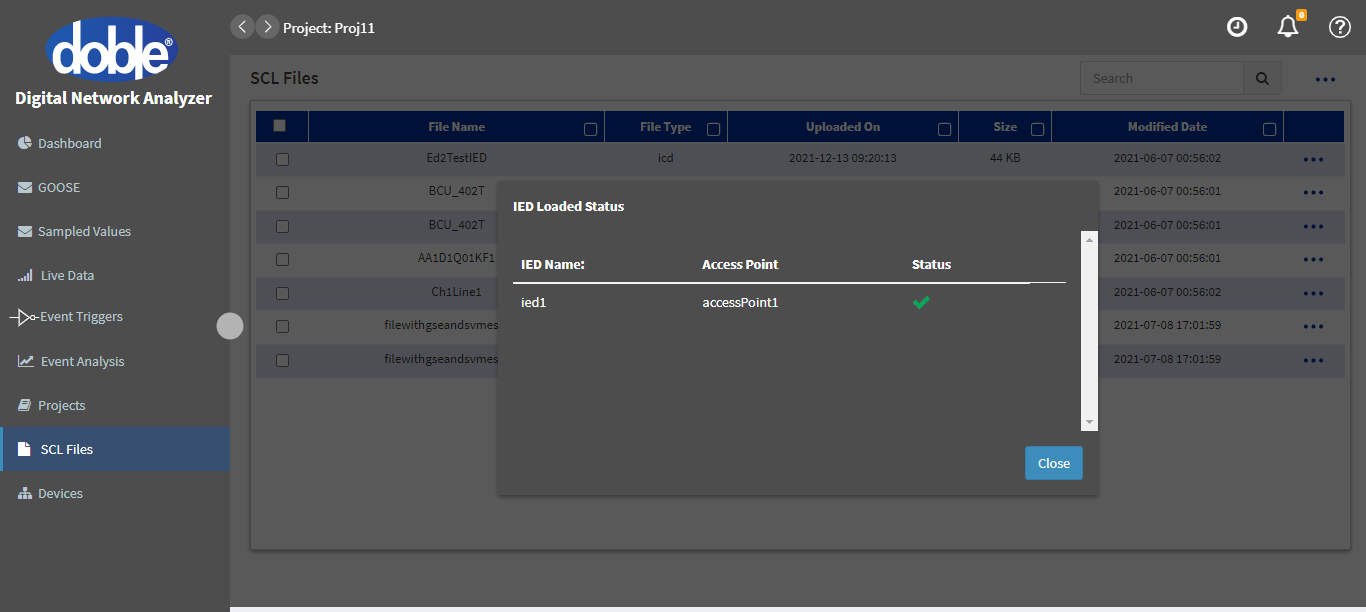 doble®
Digital Network Analyzer
Dashboard
GOOSE
Sampled Values
Live Data
Event Triggers
Event Analysis
Projects
SCL Files
Devices
Project: Proj11
0
SCL Files
Search
File Name File Type Uploaded On Size Modified Date
Ed2TestIED icd 2021-12-13 09:20:13 44 KB 2021-06-07 00:56:02
BCU_402T 2021-06-07 00:56:01
BCU_402T 2021-06-07 00:56:01
AA1D1Q01KF1 2021-06-07 00:56:01
Ch1Line1 2021-06-07 00:56:02
filewithgseandsvmes 2021-07-08 17:01:59
filewithgseandsvmes 2021-07-08 17:01:59
IED Loaded Status
IED Name: Access Point Status
ied1 accessPoint1
Close